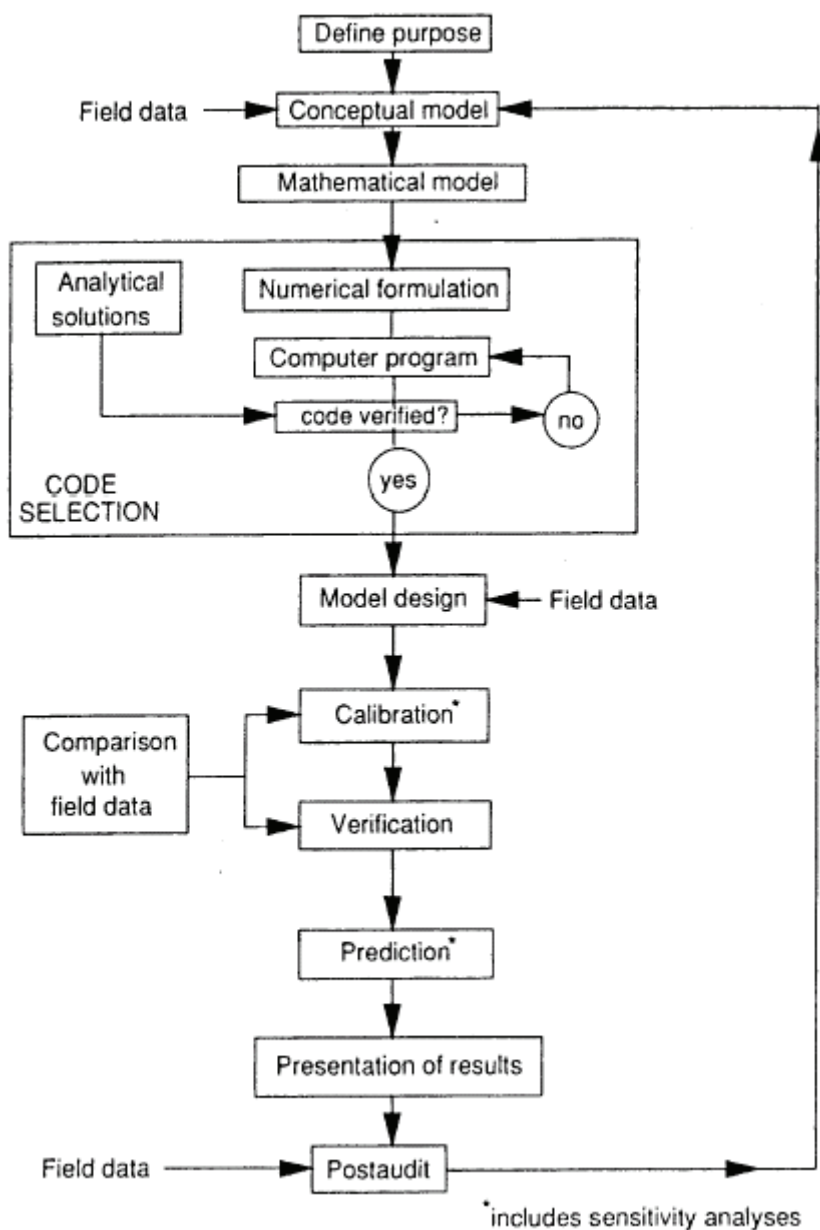 Define purpose
Field data
Conceptual model
Mathematical model
Analytical
solutions
Numerical formulation
Computer program
code verified?
no
yes
CODE
SELECTION
Model design
Field data
Calibration*
Comparison
with
field data
Verification
Prediction*
Presentation of results
Field data
Postaudit
*includes sensitivity analyses